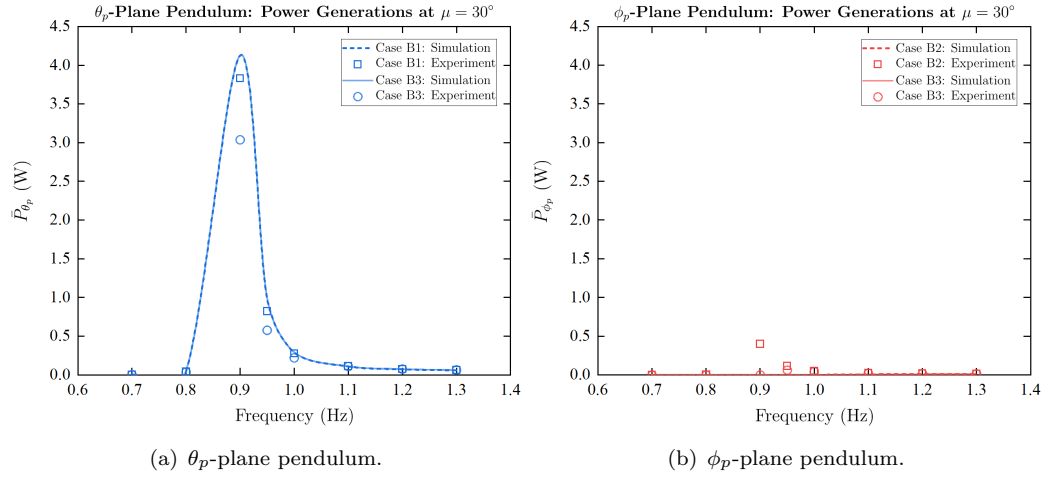 θ_p-Plane Pendulum: Power Generations at μ = 30°
4.5
4.0
3.5
3.0
2.5
2.0
1.5
1.0
0.5
0.0
P̄_θ_p (W)
Case B1: Simulation
Case B1: Experiment
Case B3: Simulation
Case B3: Experiment
0.6 0.7 0.8 0.9 1.0 1.1 1.2 1.3 1.4
Frequency (Hz)
(a) θ_p-plane pendulum.
ϕ_p-Plane Pendulum: Power Generations at μ = 30°
4.5
4.0
3.5
3.0
2.5
2.0
1.5
1.0
0.5
0.0
P̄_ϕ_p (W)
Case B2: Simulation
Case B2: Experiment
Case B3: Simulation
Case B3: Experiment
0.6 0.7 0.8 0.9 1.0 1.1 1.2 1.3 1.4
Frequency (Hz)
(b) ϕ_p-plane pendulum.